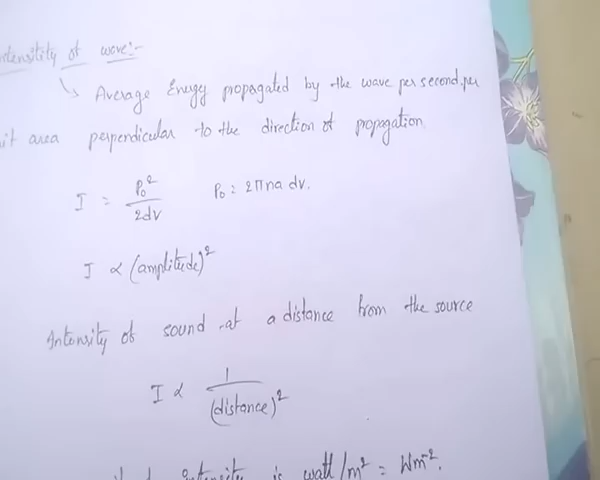 of wave:-
↳ Average Energy propagated by the wave per second, per
area perpendicular to the direction of propagation.
I = P₀² / 2dv    P₀ = 2πna dv.
I ∝ (amplitude)²
Intensity of sound at a distance from the source
I ∝ 1 / (distance)²
intensity is watt/m² = Wm⁻².